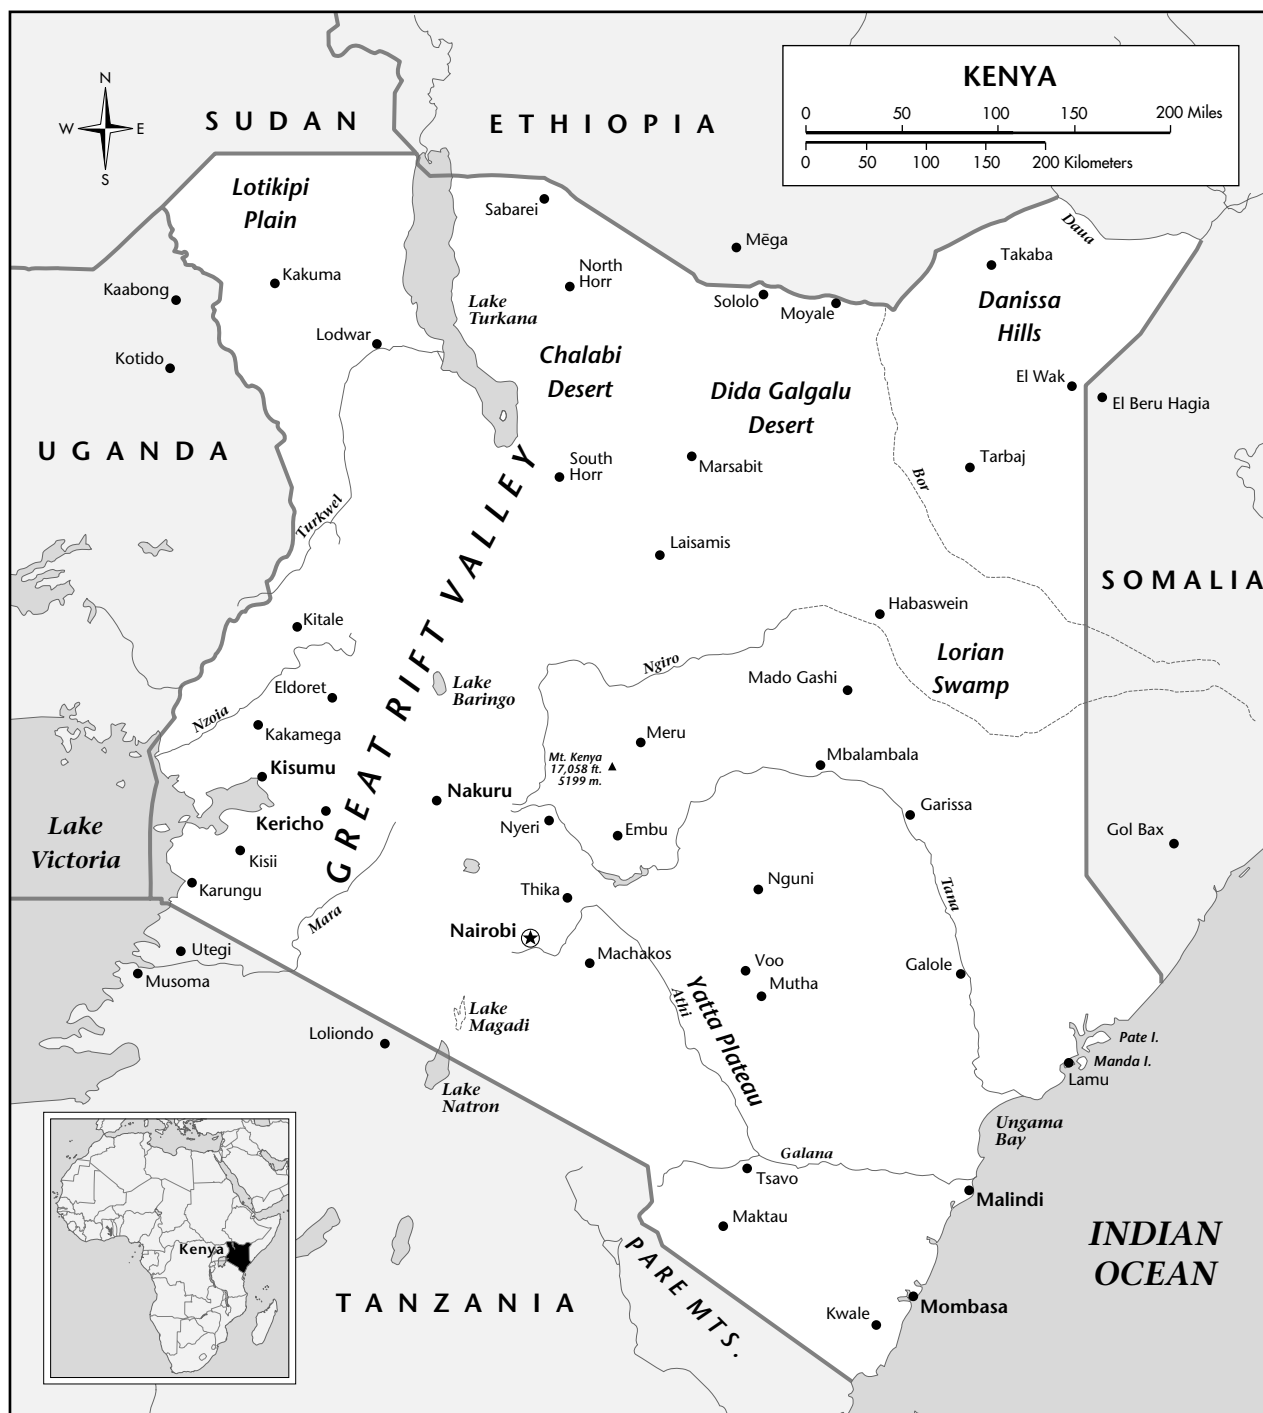 KENYA
0 50 100 150 200 Miles
0 50 100 150 200 Kilometers
N
W E
S
SUDAN
ETHIOPIA
Lotikipi
Plain
Sabarei
Mēga
Daua
Takaba
Kakuma
North
Horr
Kaabong
Lake
Turkana
Sololo
Moyale
Danissa
Hills
Lodwar
Kotido
Chalabi
Desert
Dida Galgalu
Desert
El Wak
El Beru Hagia
UGANDA
South
Horr
Marsabit
Tarbaj
Bor
Turkwel
GREAT RIFT VALLEY
Laisamis
SOMALIA
Habaswein
Kitale
Lorian
Swamp
Ngiro
Mado Gashi
Lake
Baringo
Eldoret
Nzoia
Kakamega
Meru
Mt. Kenya
17,058 ft.
5199 m.
Mbalambala
Kisumu
Nakuru
Garissa
Kericho
Nyeri
Embu
Lake
Victoria
Gol Bax
Kisii
Karungu
Thika
Nguni
Tana
Mara
Nairobi
Utegi
Musoma
Machakos
Voo
Mutha
Galole
Yatta Plateau
Athi
Lake
Magadi
Loliondo
Pate I.
Manda I.
Lamu
Lake
Natron
Ungama
Bay
Galana
Tsavo
Malindi
Maktau
INDIAN
OCEAN
PARE MTS.
Kenya
TANZANIA
Mombasa
Kwale